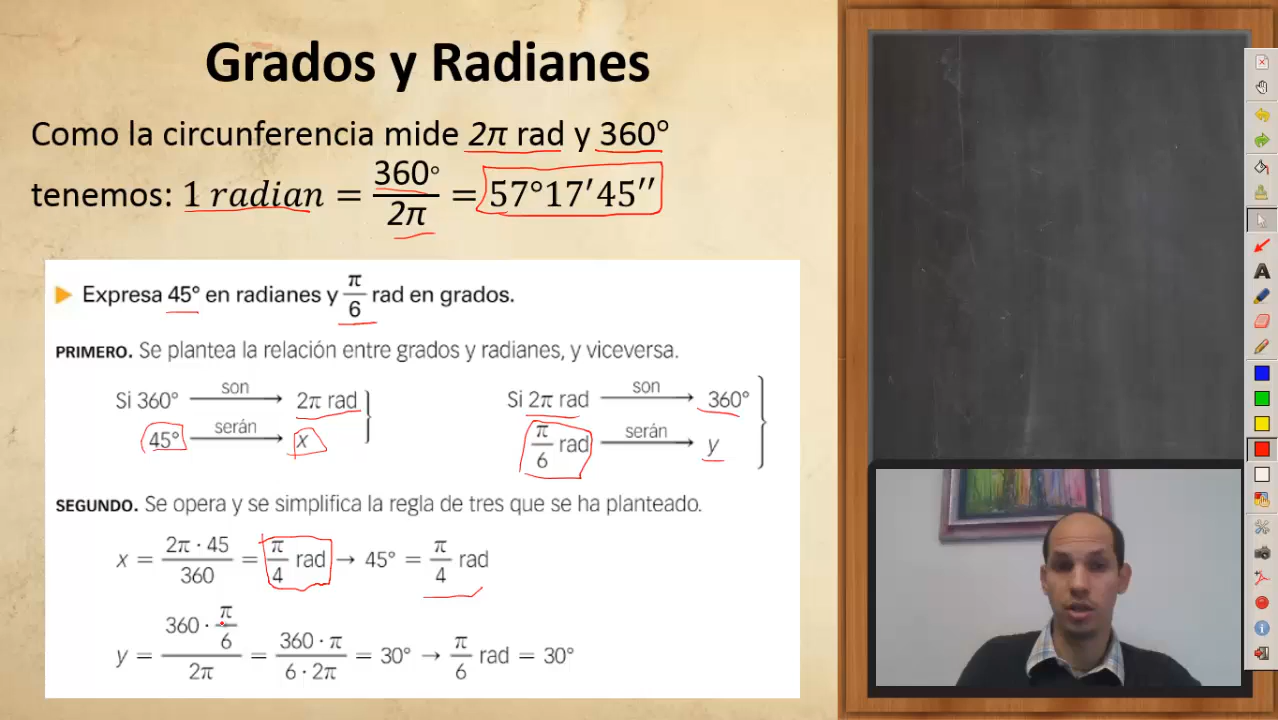 Grados y Radianes
Como la circunferencia mide 2π rad y 360°
tenemos: 1 radian = 360° / 2π = 57°17′45′′
Expresa 45° en radianes y π/6 rad en grados.
PRIMERO. Se plantea la relación entre grados y radianes, y viceversa.
Si 360° son → 2π rad
45° serán → x
Si 2π rad son → 360°
π/6 rad serán → y
SEGUNDO. Se opera y se simplifica la regla de tres que se ha planteado.
x = 2π · 45 / 360 = π/4 rad → 45° = π/4 rad
y = 360 · π/6 / 2π = 360 · π / 6 · 2π = 30° → π/6 rad = 30°